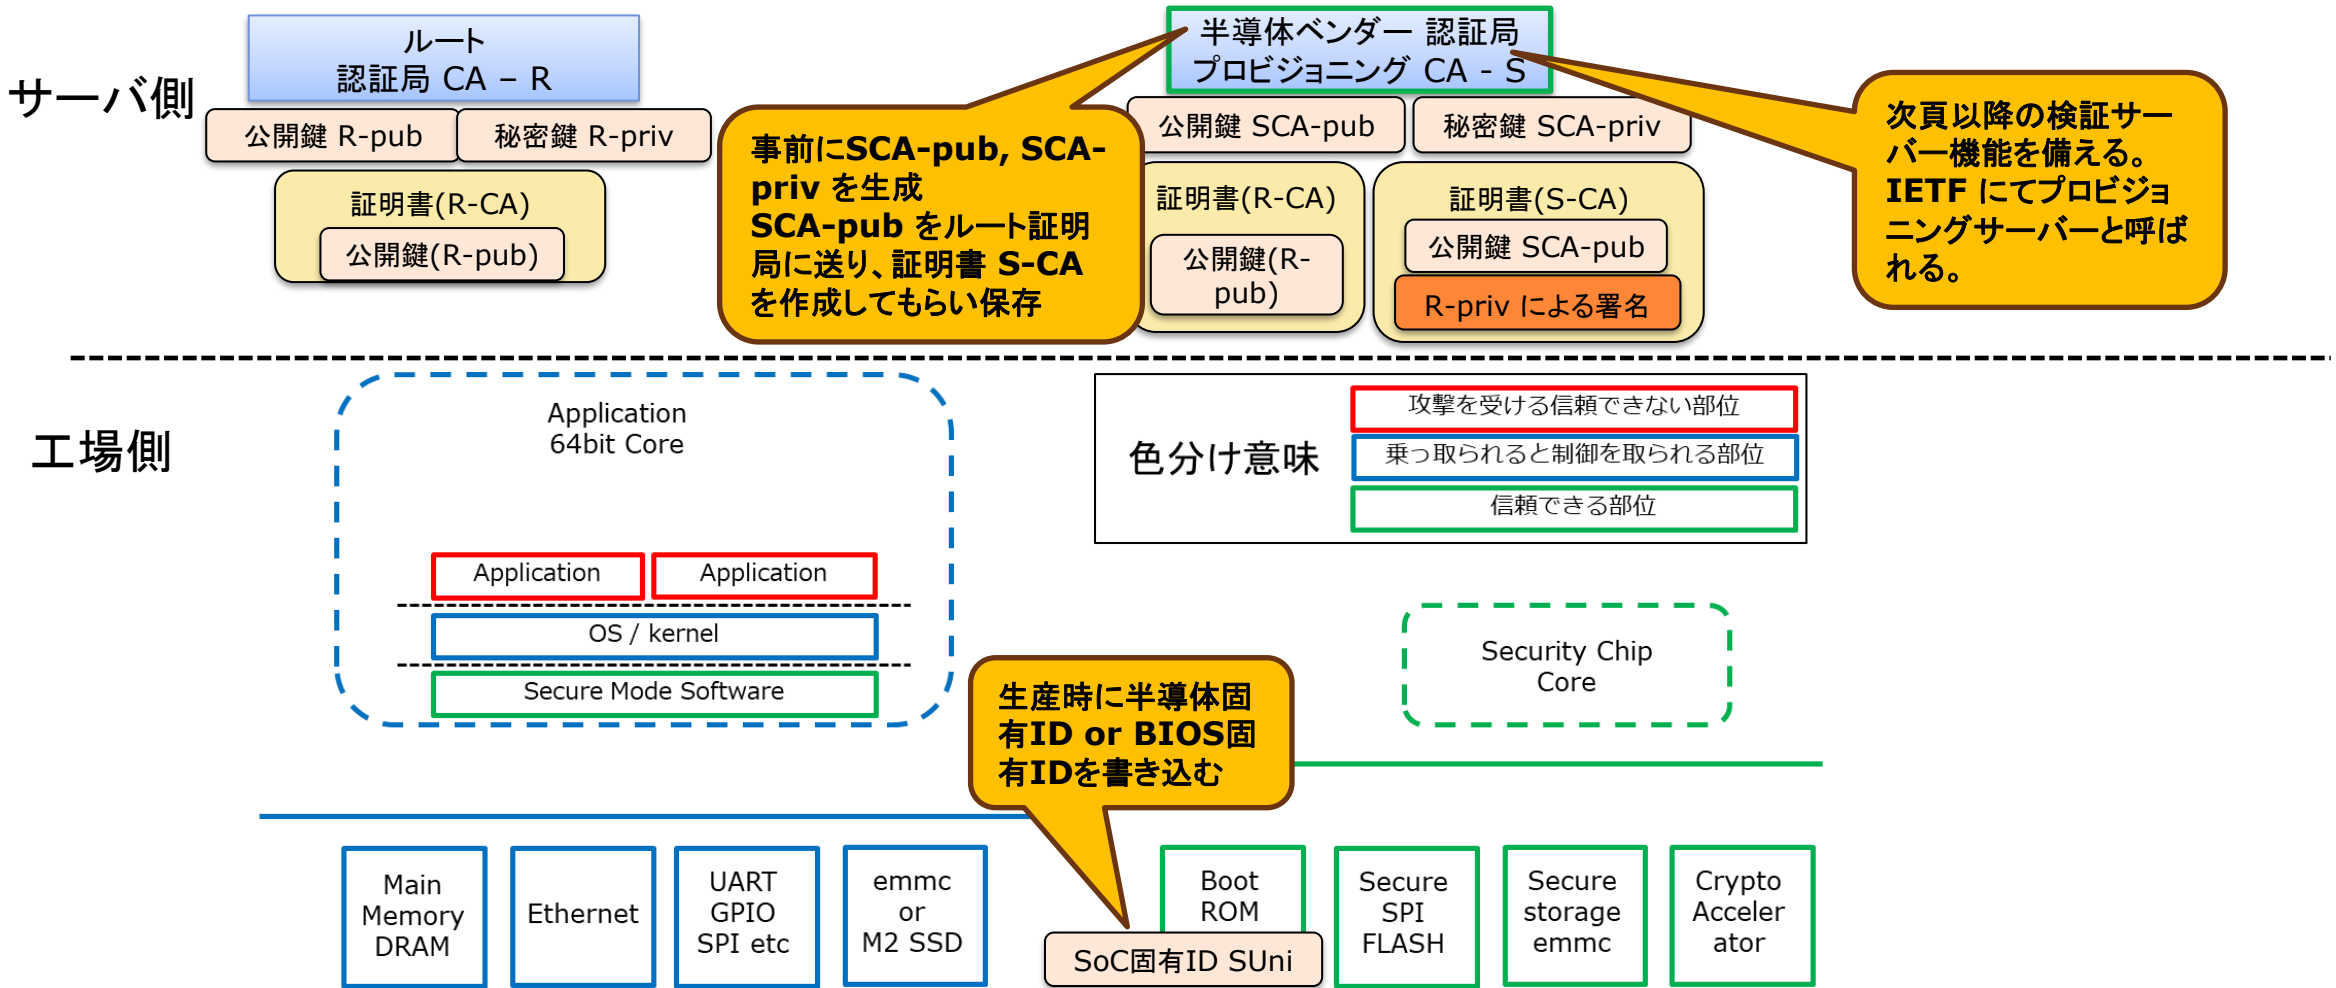 サーバ側
ルート
認証局 CA – R
公開鍵 R-pub
秘密鍵 R-priv
証明書(R-CA)
公開鍵(R-pub)
事前にSCA-pub, SCA-
priv を生成
SCA-pub をルート証明
局に送り、証明書 S-CA
を作成してもらい保存
半導体ベンダー 認証局
プロビジョニング CA - S
公開鍵 SCA-pub
秘密鍵 SCA-priv
証明書(R-CA)
公開鍵(R-
pub)
証明書(S-CA)
公開鍵 SCA-pub
R-priv による署名
次頁以降の検証サー
バー機能を備える。
IETF にてプロビジョ
ニングサーバーと呼ば
れる。
工場側
Application
64bit Core
Application
Application
OS / kernel
Secure Mode Software
色分け意味
攻撃を受ける信頼できない部位
乗っ取られると制御を取られる部位
信頼できる部位
Security Chip
Core
生産時に半導体固
有ID or BIOS固
有IDを書き込む
Main
Memory
DRAM
Ethernet
UART
GPIO
SPI etc
emmc
or
M2 SSD
Boot
ROM
SoC固有ID SUni
Secure
SPI
FLASH
Secure
storage
emmc
Crypto
Acceler
ator